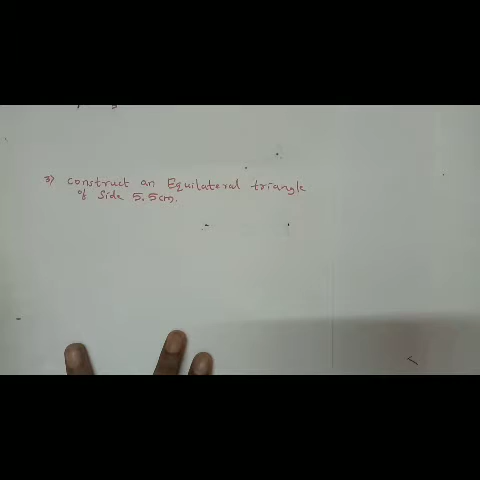 3) construct an Equilateral triangle
of side 5.5cm.